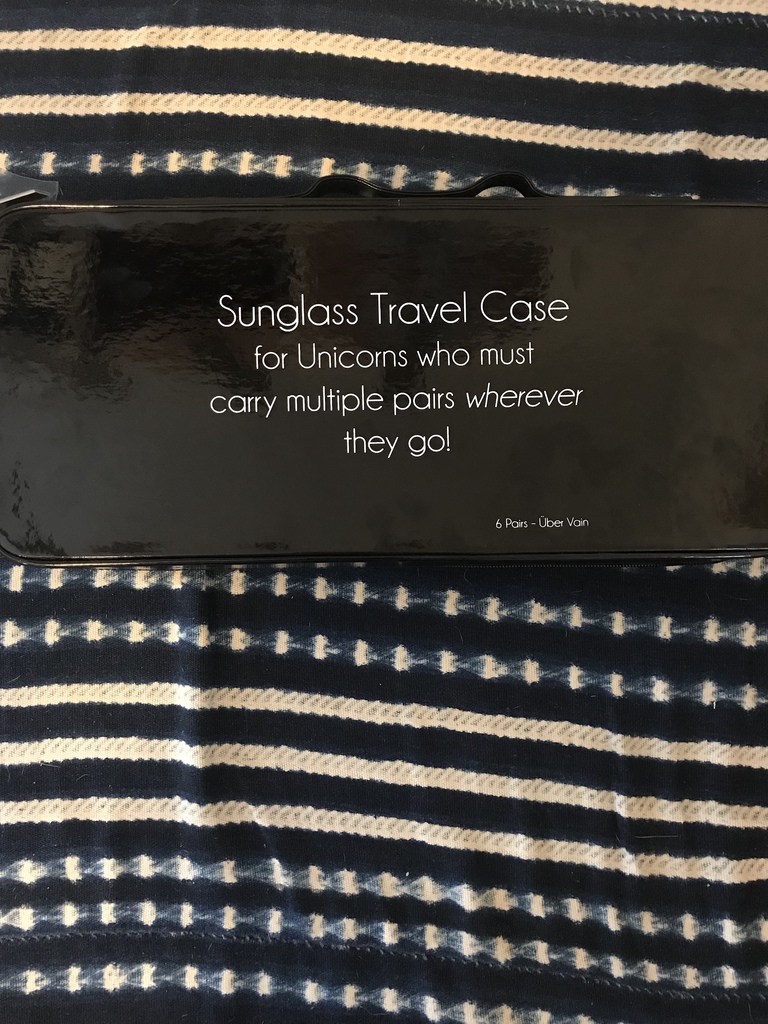 Sunglass Travel Case
for Unicorns who must
carry multiple pairs wherever
they go!
6 Pairs - Über Vain